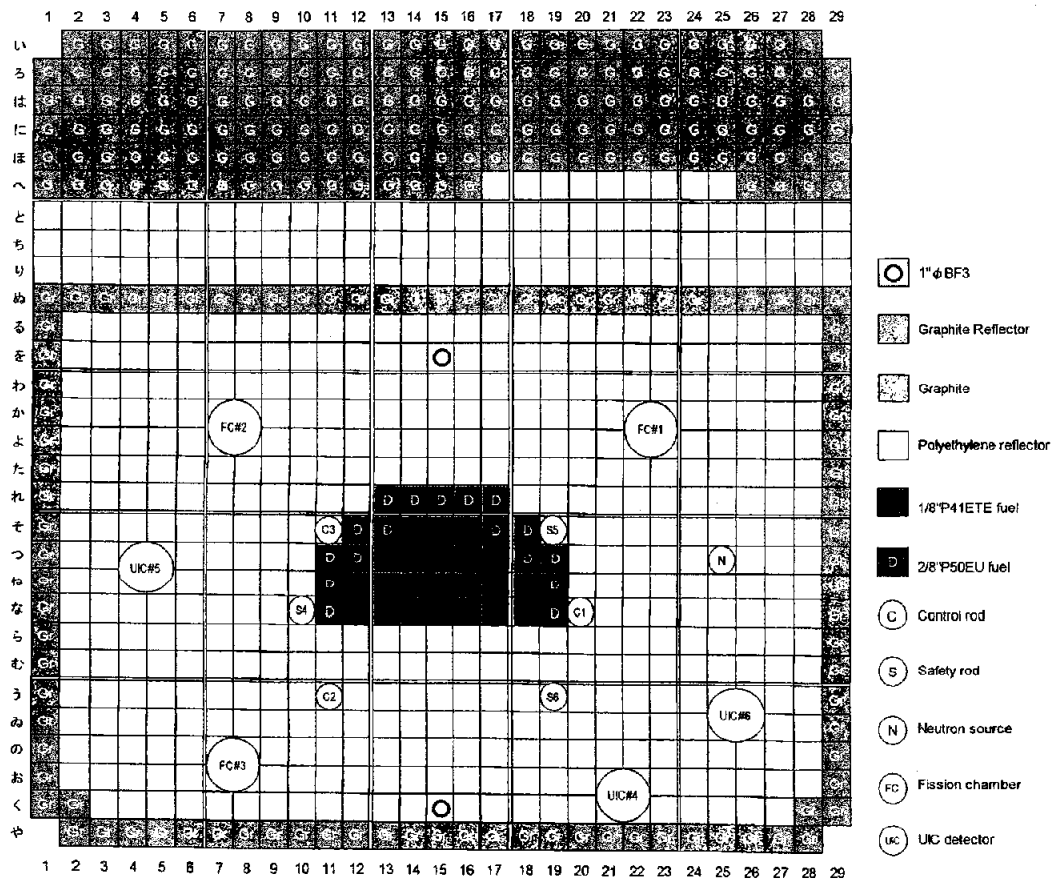 1 2 3 4 5 6 7 8 9 10 11 12 13 14 15 16 17 18 19 20 21 22 23 24 25 26 27 28 29
い G G G G G G G G G G G G G G G G G G G G G G G G G G G
ろ G G G G G G G G G G G G G G G G G G G G G G G G G G G G G
は G G G G G G G G G G G G G G G G G G G G G G G G G G G G G
に G G G G G G G G G G G G G G G G G G G G G G G G G G G G G
ほ G G G G G G G G G G G G G G G G G G G G G G G G G G G G G
へ G G G G G G G G G G G G G G G G G G G G
と
ち
り
ぬ
る
を
わ
か
よ
た
れ D D D D D
そ C3 D D D D S5
つ D D D D
ね D D
な S4 D D C1
ら
む
う C2 S6
ゐ
の
お
く
や
FC#2
FC#1
UIC#5
N
UIC#6
FC#3
UIC#4
1 2 3 4 5 6 7 8 9 10 11 12 13 14 15 16 17 18 19 20 21 22 23 24 25 26 27 28 29
1"φBF3
Graphite Reflector
Graphite
Polyethylene reflector
1/8"P41ETE fuel
D 2/8"P50EU fuel
C Control rod
S Safety rod
N Neutron source
FC Fission chamber
UIC UIC detector